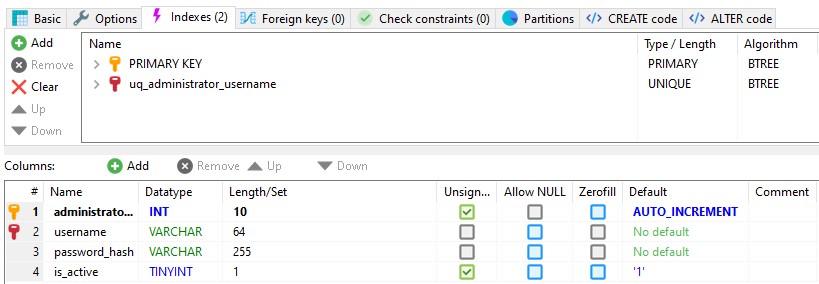 Basic Options Indexes (2) Foreign keys (0) Check constraints (0) Partitions CREATE code ALTER code
Add
Remove
Clear
Up
Down
Name Type / Length Algorithm
PRIMARY KEY PRIMARY BTREE
uq_administrator_username UNIQUE BTREE
Columns: Add Remove Up Down
# Name Datatype Length/Set Unsign... Allow NULL Zerofill Default Comment
1 administrato... INT 10 AUTO_INCREMENT
2 username VARCHAR 64 No default
3 password_hash VARCHAR 255 No default
4 is_active TINYINT 1 '1'